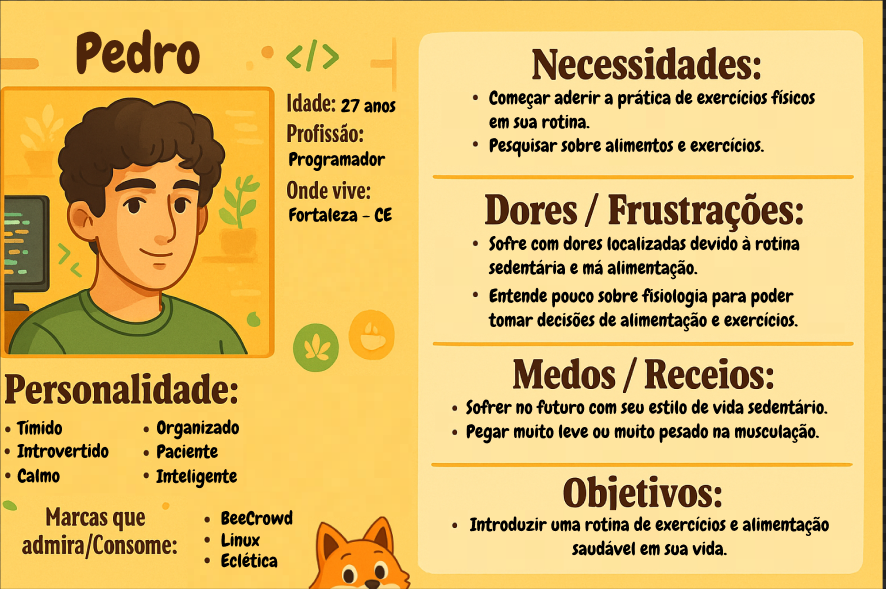 Pedro
</>
Idade: 27 anos
Profissão:
Programador
Onde vive:
Fortaleza - CE
Personalidade:
• Tímido
• Introvertido
• Calmo
• Organizado
• Paciente
• Inteligente
Marcas que
admira/Consome:
• BeeCrowd
• Linux
• Eclética
Necessidades:
• Começar aderir a prática de exercícios físicos
em sua rotina.
• Pesquisar sobre alimentos e exercícios.
Dores / Frustrações:
• Sofre com dores localizadas devido à rotina
sedentária e má alimentação.
• Entende pouco sobre fisiologia para poder
tomar decisões de alimentação e exercícios.
Medos / Receios:
• Sofrer no futuro com seu estilo de vida sedentário.
• Pegar muito leve ou muito pesado na musculação.
Objetivos:
• Introduzir uma rotina de exercícios e alimentação
saudável em sua vida.